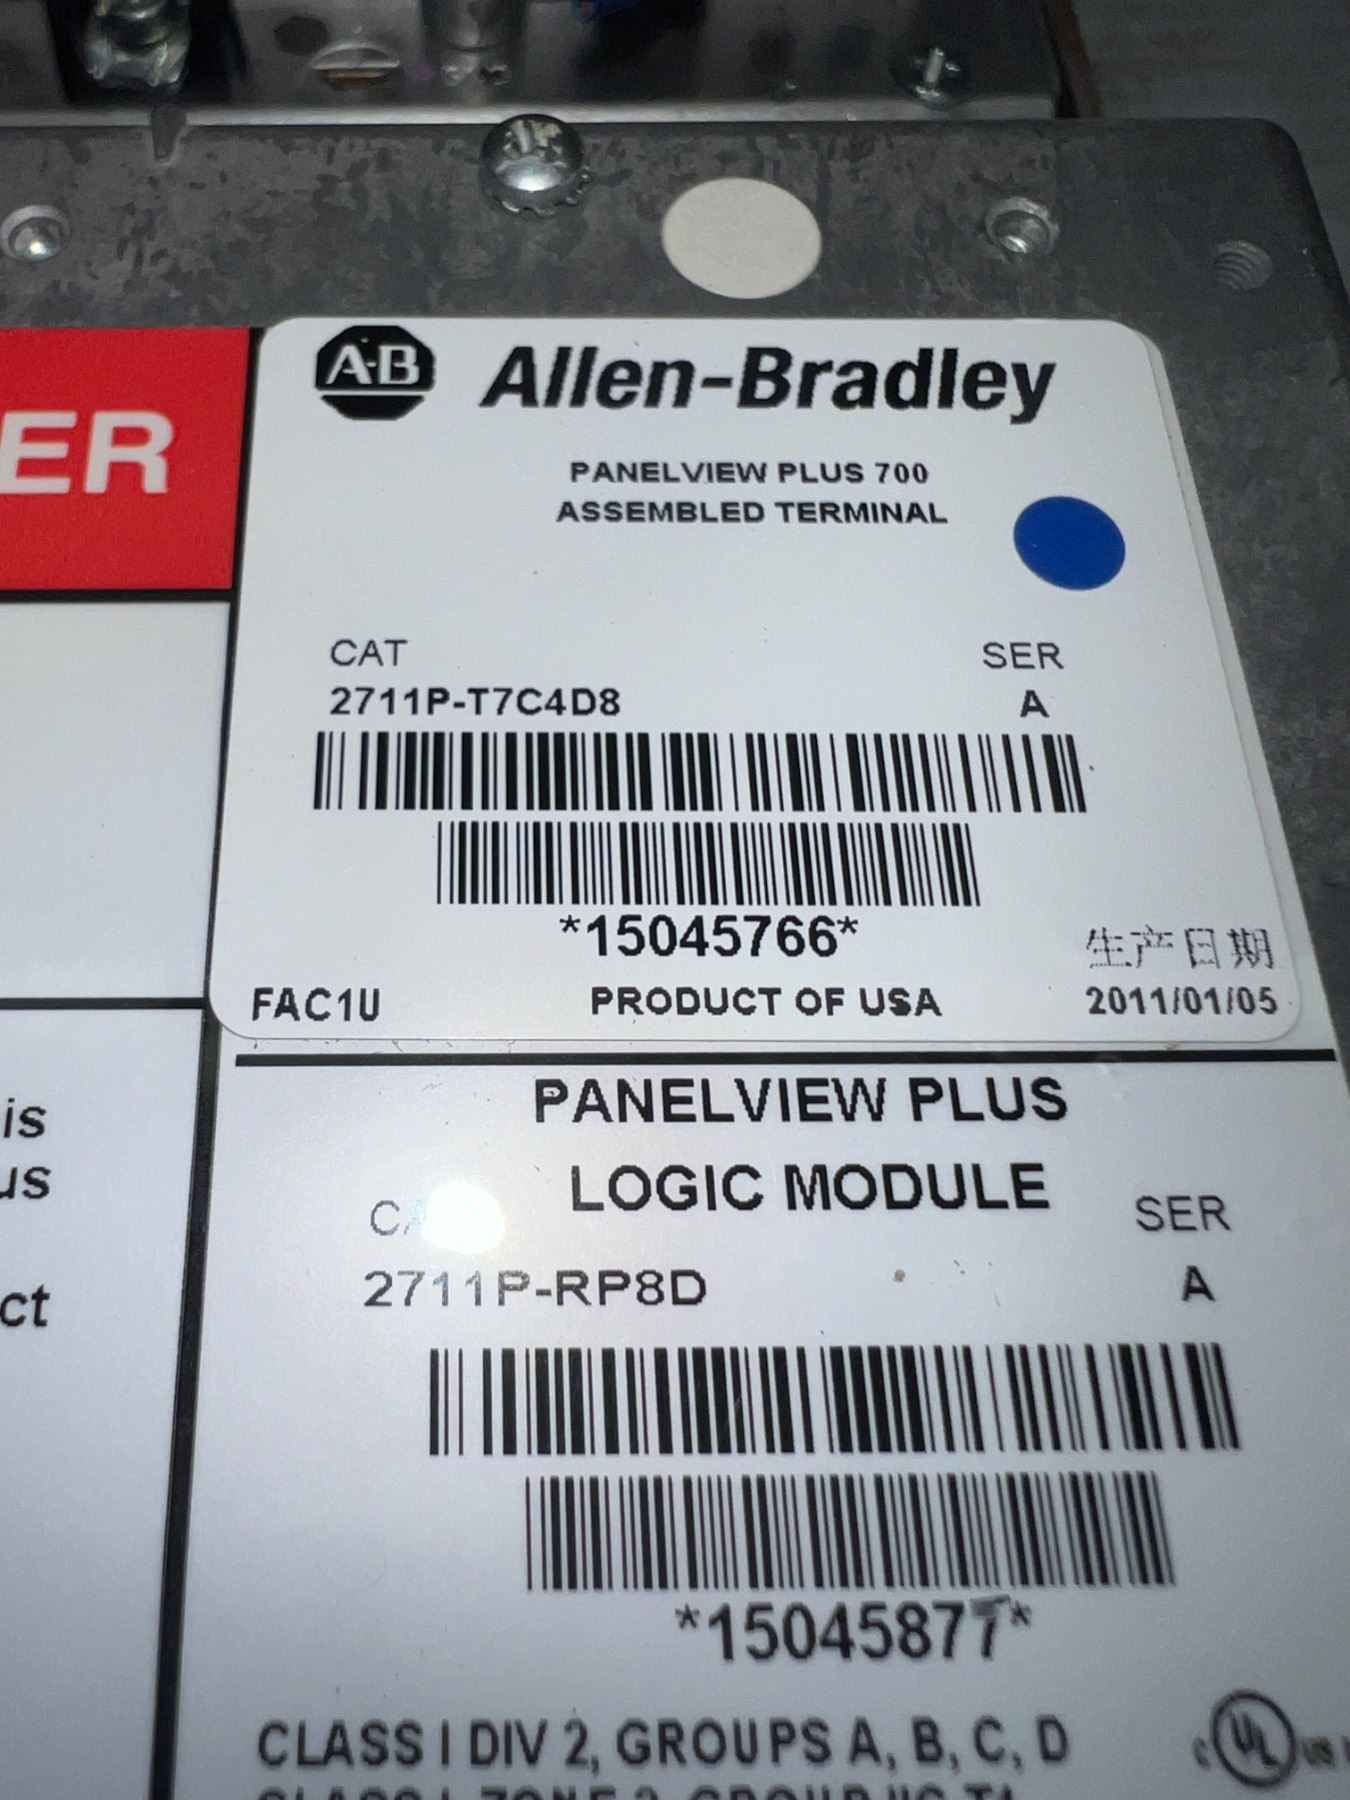 ER
A-B Allen-Bradley
PANELVIEW PLUS 700
ASSEMBLED TERMINAL
CAT SER
2711P-T7C4D8 A
*15045766*
生产日期
FAC1U PRODUCT OF USA 2011/01/05
is
us
ct
PANELVIEW PLUS
LOGIC MODULE
SER
2711P-RP8D A
*15045877*
CLASS I DIV 2, GROUPS A, B, C, D
c UL US